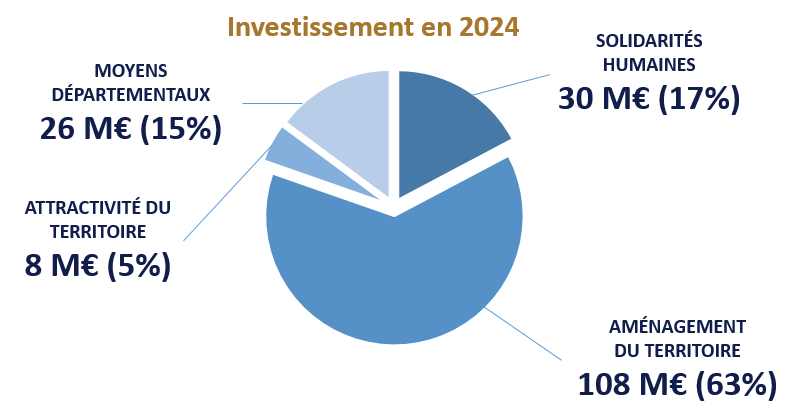 Investissement en 2024
SOLIDARITÉS
HUMAINES
30 M€ (17%)
MOYENS
DÉPARTEMENTAUX
26 M€ (15%)
ATTRACTIVITÉ DU
TERRITOIRE
8 M€ (5%)
AMÉNAGEMENT
DU TERRITOIRE
108 M€ (63%)